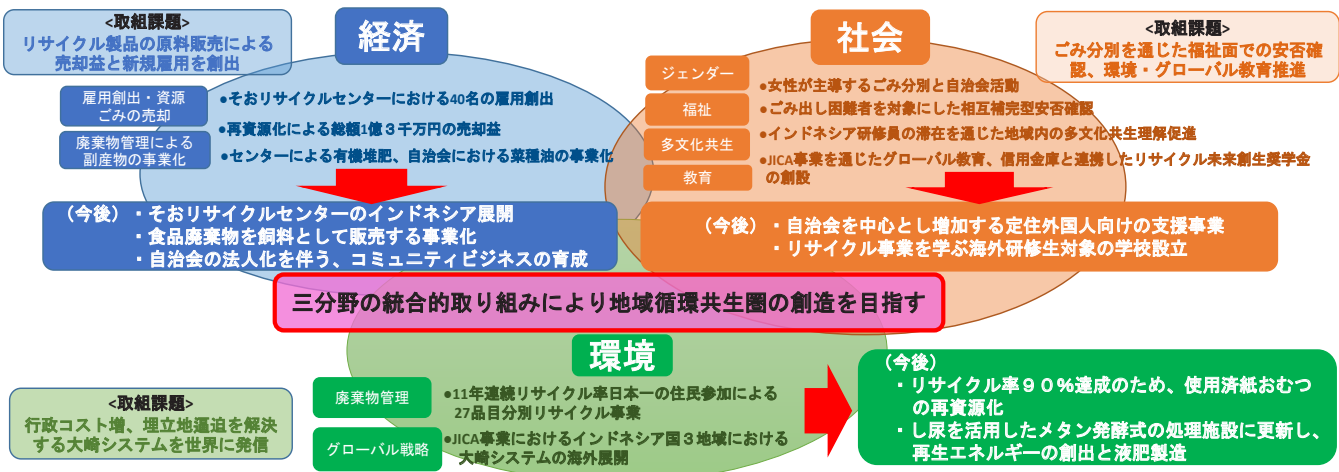 <取組課題>
リサイクル製品の原料販売による
売却益と新規雇用を創出
経済
雇用創出・資源
ごみの売却
●そおリサイクルセンターにおける40名の雇用創出
●再資源化による総額1億３千万円の売却益
廃棄物管理による
副産物の事業化
●センターによる有機堆肥、自治会における菜種油の事業化
（今後）・そおリサイクルセンターのインドネシア展開
・食品廃棄物を飼料として販売する事業化
・自治会の法人化を伴う、コミュニティビジネスの育成
社会
<取組課題>
ごみ分別を通じた福祉面での安否確
認、環境・グローバル教育推進
ジェンダー
●女性が主導するごみ分別と自治会活動
福祉
●ごみ出し困難者を対象にした相互補完型安否確認
多文化共生
●インドネシア研修員の滞在を通じた地域内の多文化共生理解促進
教育
●JICA事業を通じたグローバル教育、信用金庫と連携したリサイクル未来創生奨学金
の創設
（今後）・自治会を中心とし増加する定住外国人向けの支援事業
・リサイクル事業を学ぶ海外研修生対象の学校設立
三分野の統合的取り組みにより地域循環共生圏の創造を目指す
環境
<取組課題>
行政コスト増、埋立地逼迫を解決
する大崎システムを世界に発信
廃棄物管理
●11年連続リサイクル率日本一の住民参加による
27品目分別リサイクル事業
グローバル戦略
●JICA事業におけるインドネシア国３地域における
大崎システムの海外展開
（今後）
・リサイクル率９０％達成のため、使用済紙おむつ
の再資源化
・し尿を活用したメタン発酵式の処理施設に更新し、
再生エネルギーの創出と液肥製造